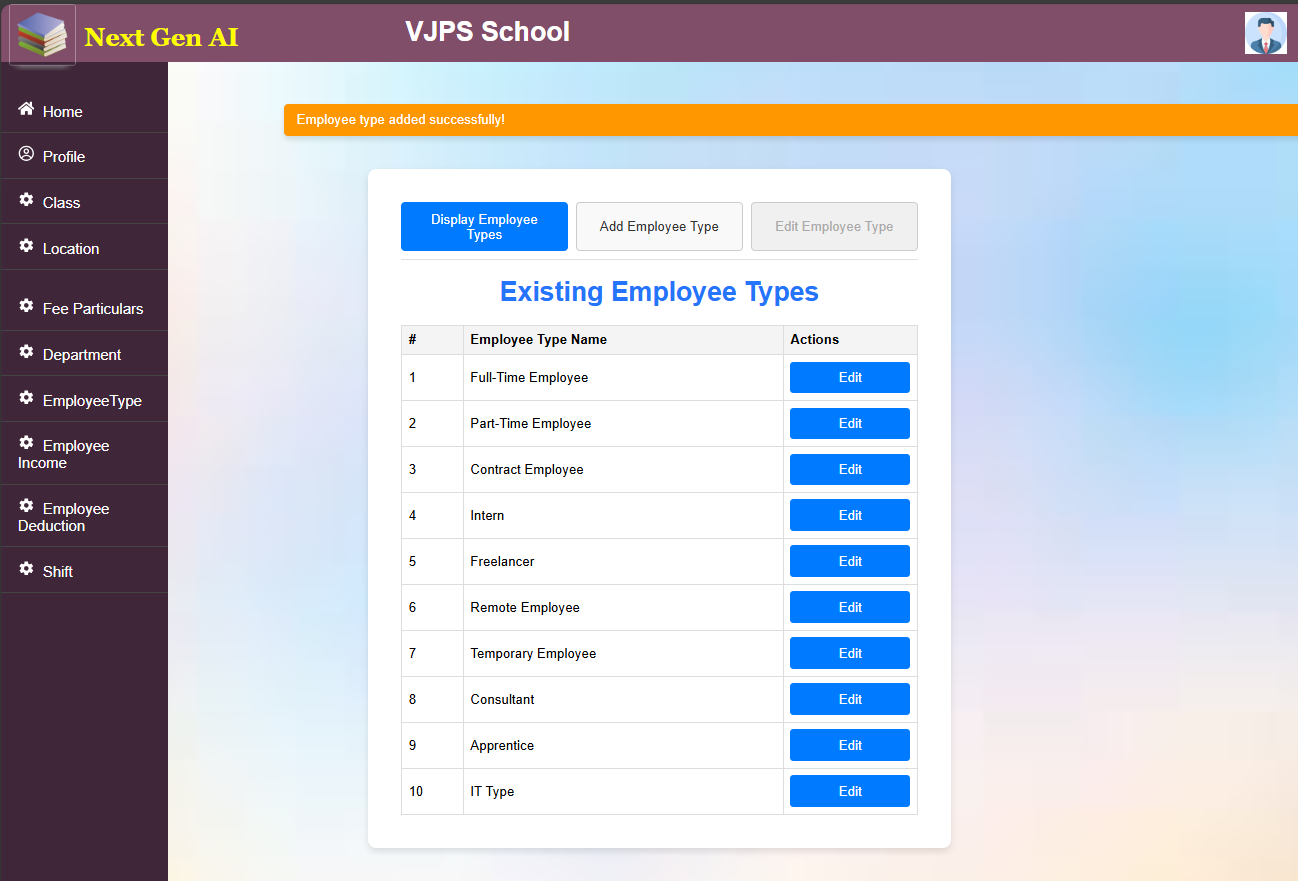 Next Gen AI
VJPS School
Home
Profile
Class
Location
Fee Particulars
Department
EmployeeType
Employee
Income
Employee
Deduction
Shift
Employee type added successfully!
Display Employee
Types
Add Employee Type
Edit Employee Type
Existing Employee Types
# Employee Type Name Actions
1 Full-Time Employee Edit
2 Part-Time Employee Edit
3 Contract Employee Edit
4 Intern Edit
5 Freelancer Edit
6 Remote Employee Edit
7 Temporary Employee Edit
8 Consultant Edit
9 Apprentice Edit
10 IT Type Edit